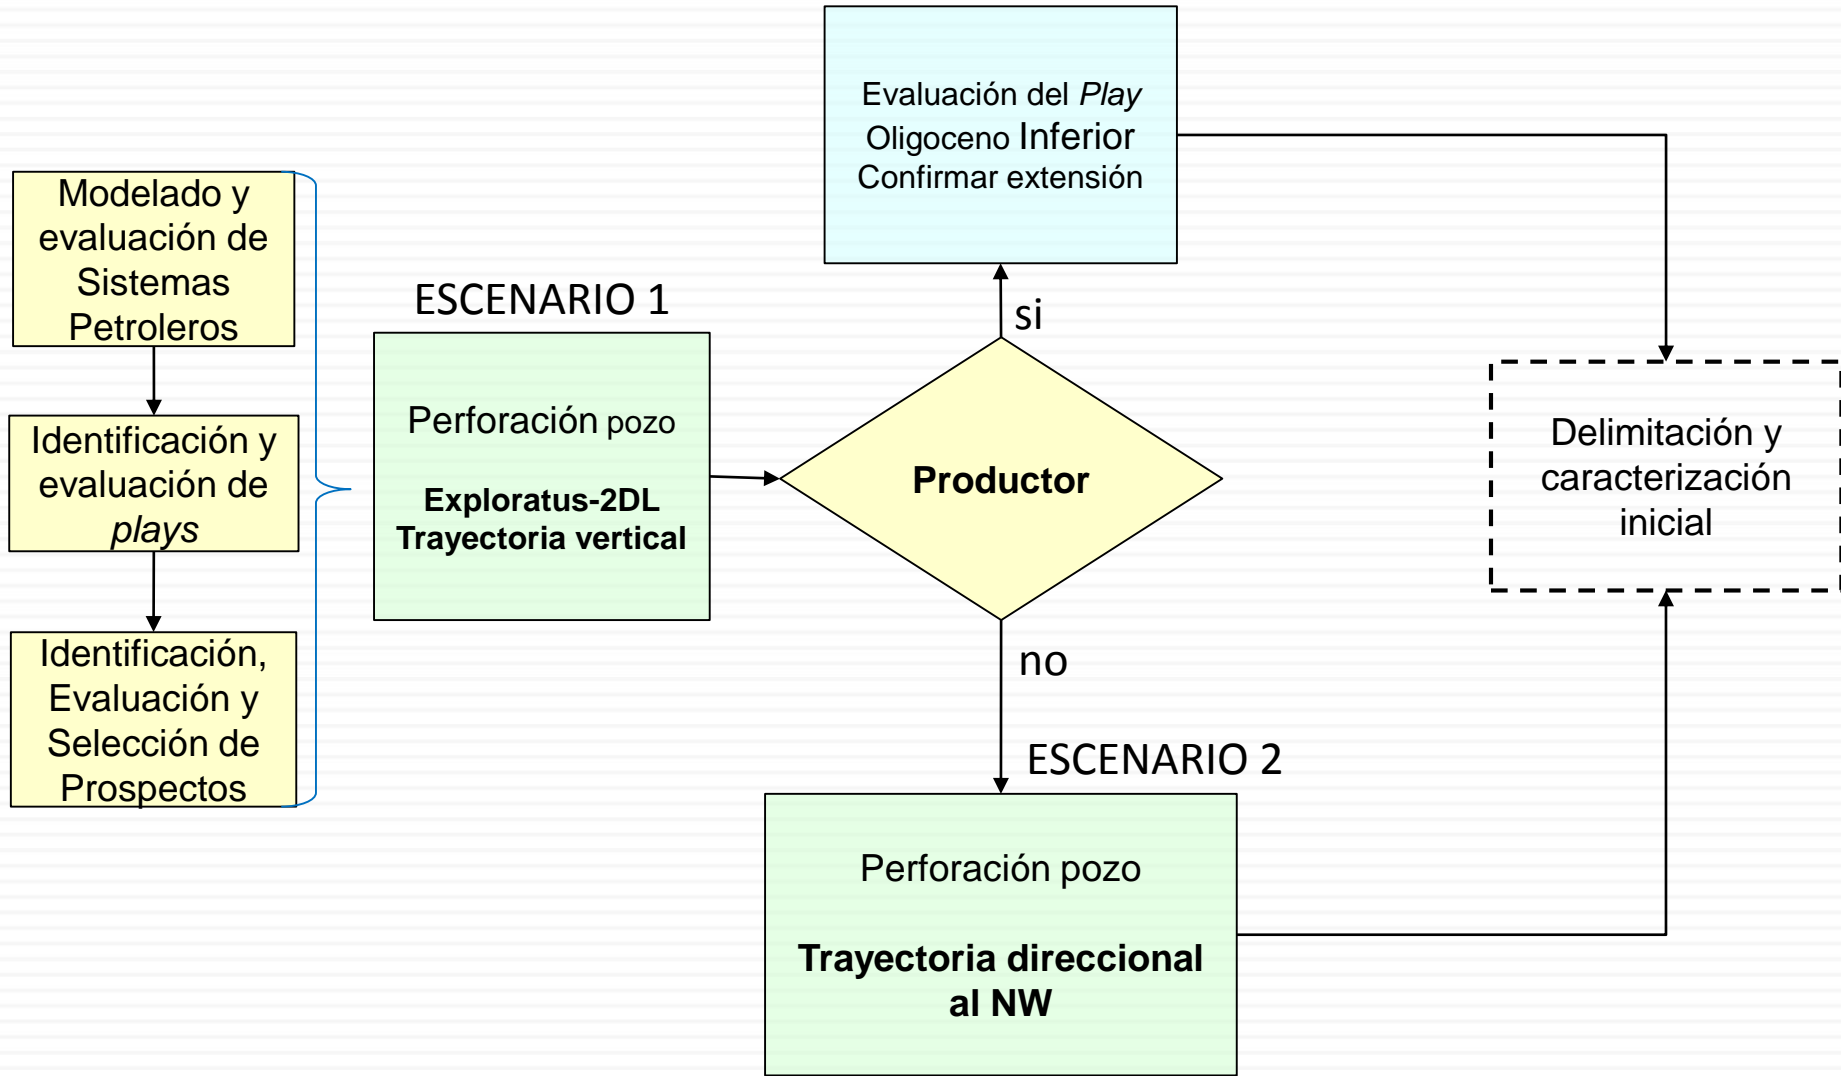 Modelado y
evaluación de
Sistemas
Petroleros
Identificación y
evaluación de
plays
Identificación,
Evaluación y
Selección de
Prospectos
ESCENARIO 1
Perforación pozo
Exploratus-2DL
Trayectoria vertical
Productor
si
Evaluación del Play
Oligoceno Inferior
Confirmar extensión
no
ESCENARIO 2
Perforación pozo
Trayectoria direccional
al NW
Delimitación y
caracterización
inicial